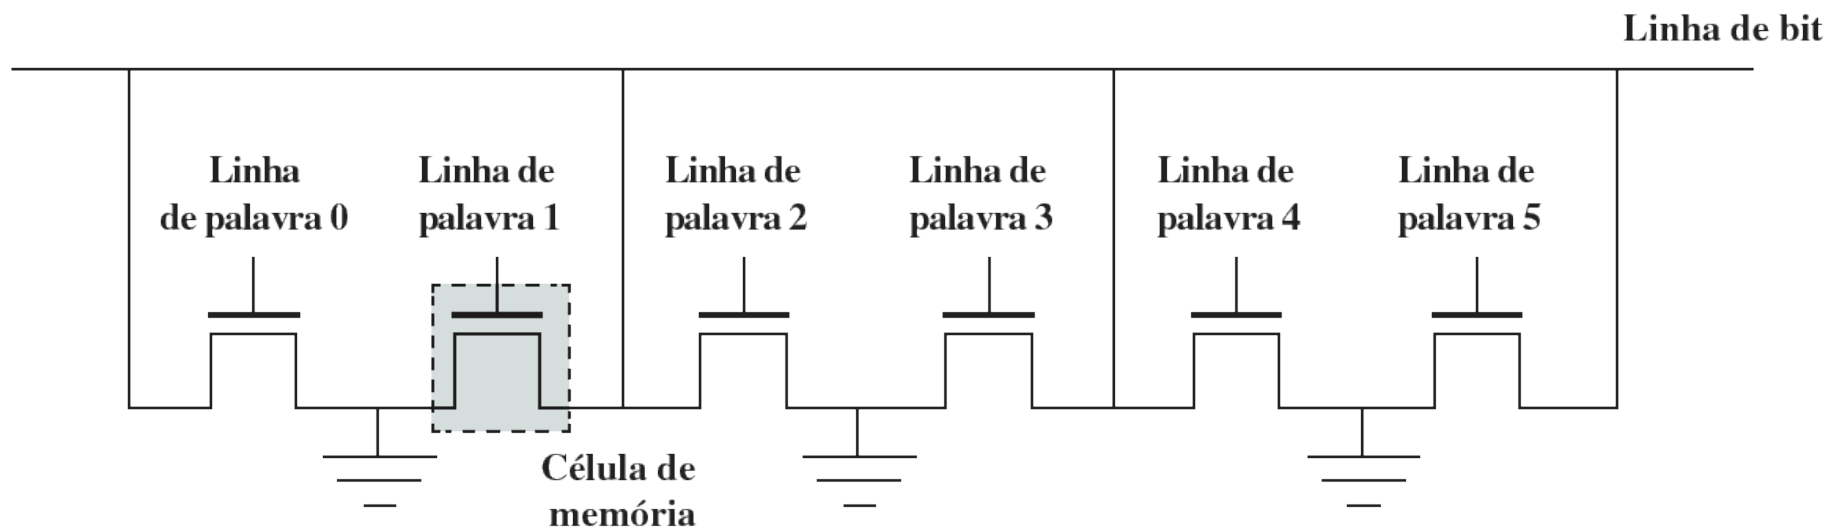 Linha de bit
Linha
de palavra 0
Linha de
palavra 1
Linha de
palavra 2
Linha de
palavra 3
Linha de
palavra 4
Linha de
palavra 5
Célula de
memória